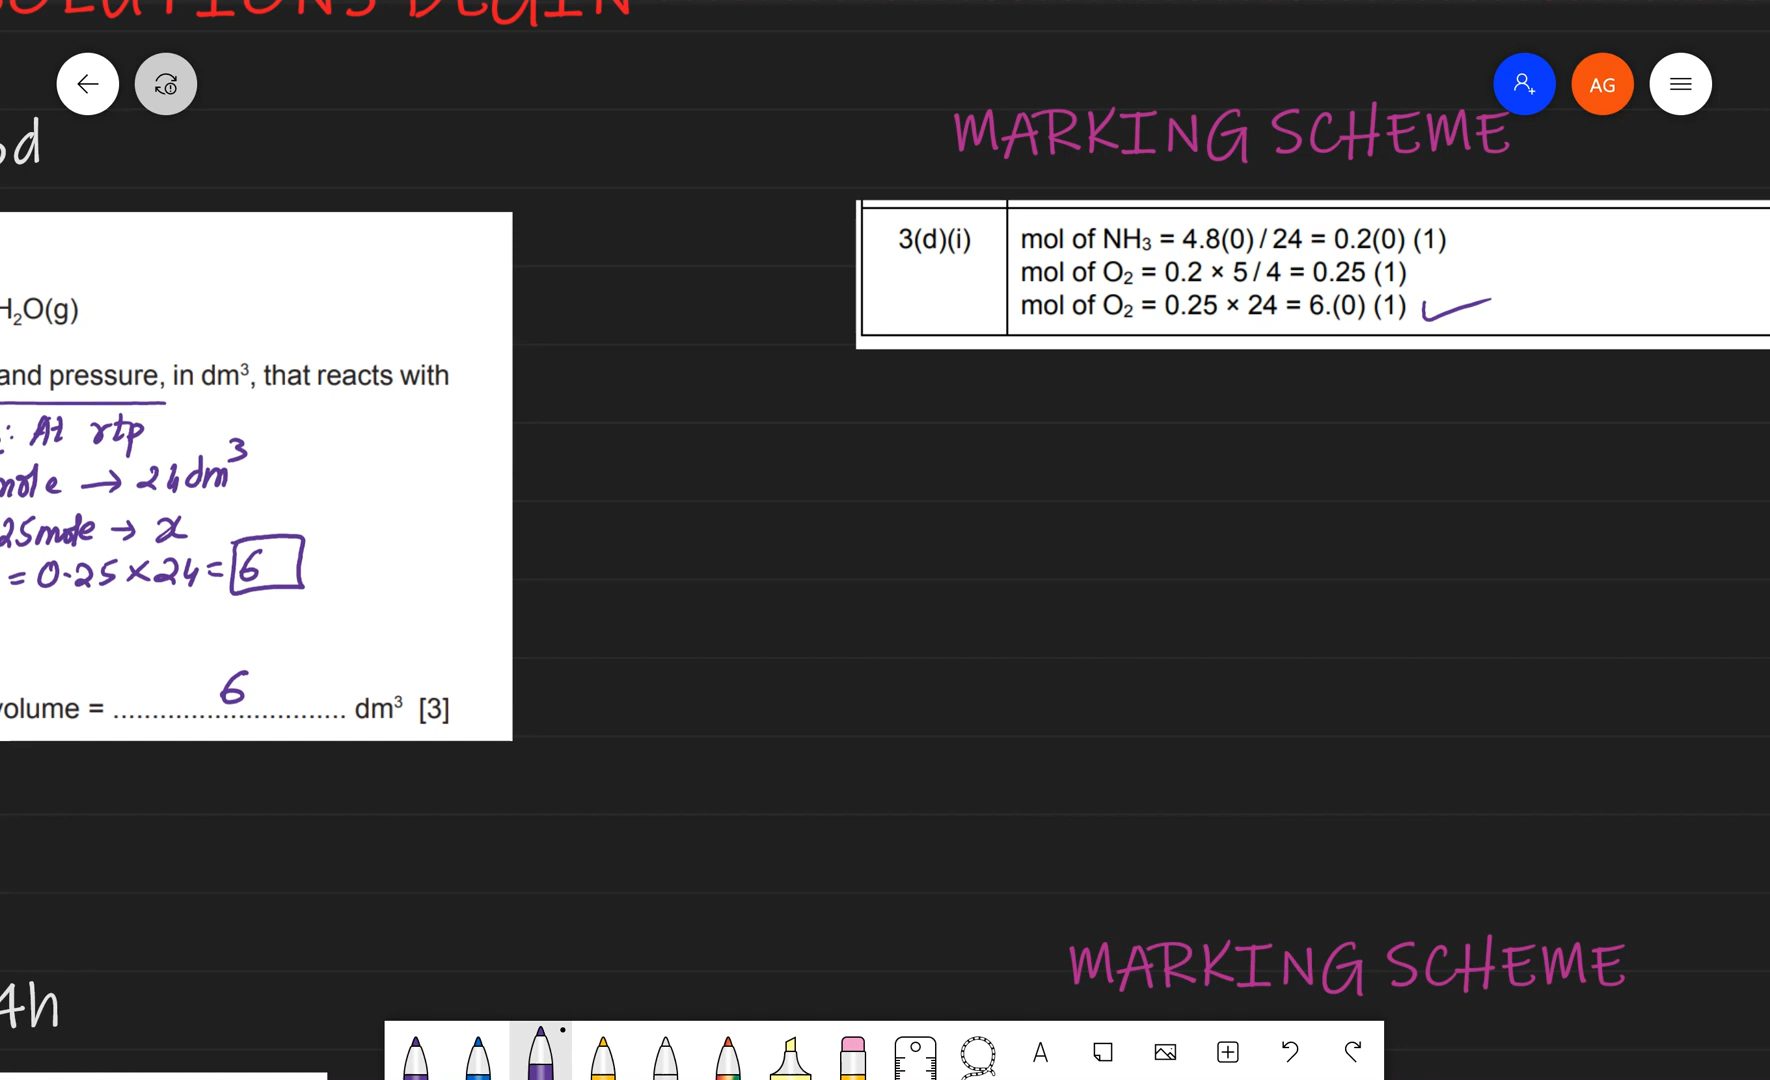 SOLUTIONS BEGIN
AG
MARKING SCHEME
3(d)(i)
mol of NH₃ = 4.8(0) / 24 = 0.2(0) (1)
mol of O₂ = 0.2 × 5 / 4 = 0.25 (1)
mol of O₂ = 0.25 × 24 = 6.(0) (1)
H₂O(g)
and pressure, in dm³, that reacts with
: At rtp
mole → 24dm³
25mole → x
= 0.25 × 24 = 6
6
volume = .............................. dm³ [3]
MARKING SCHEME
4h
A